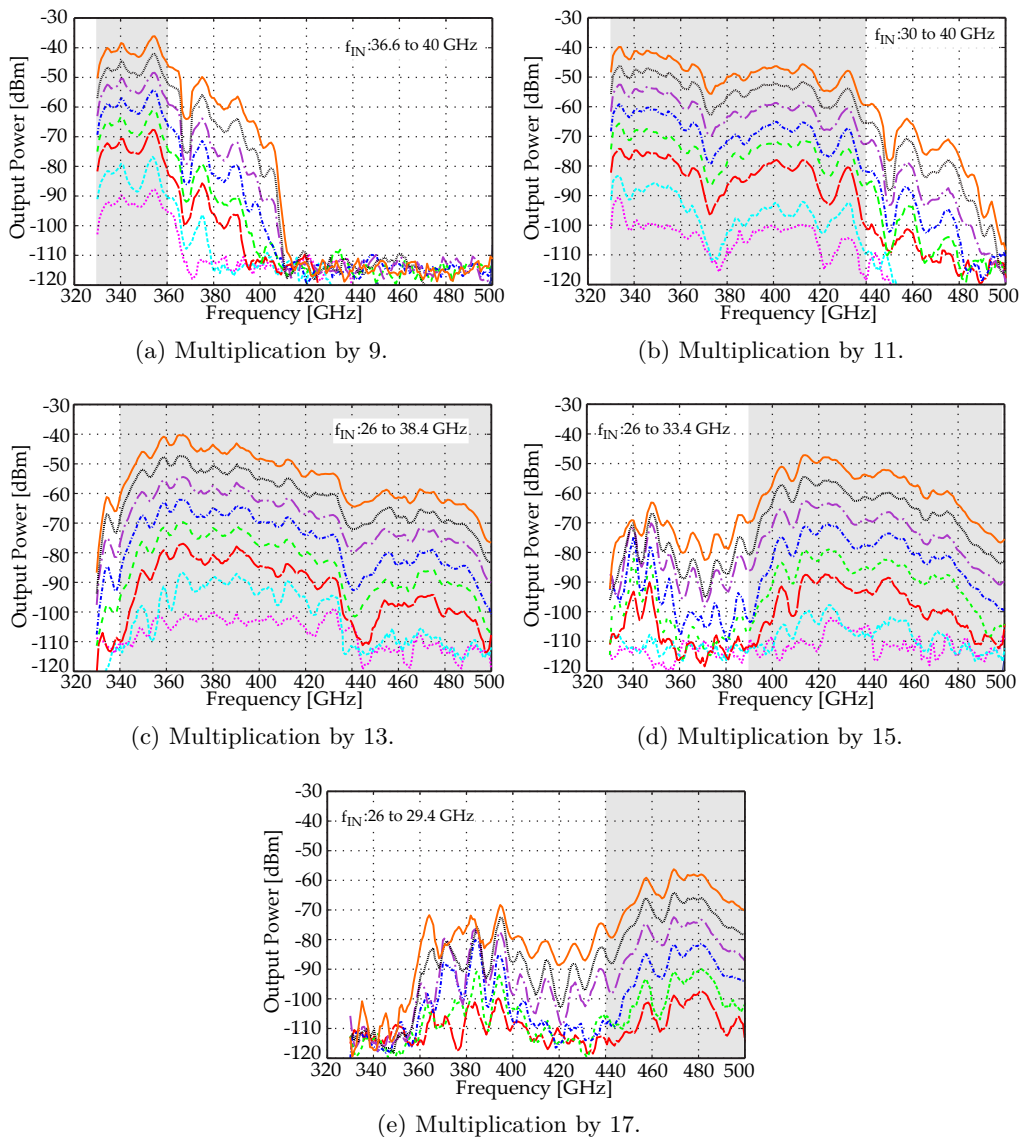 -30
-40
-50
-60
-70
-80
-90
-100
-110
-120
Output Power [dBm]
f_IN:36.6 to 40 GHz
320 340 360 380 400 420 440 460 480 500
Frequency [GHz]
(a) Multiplication by 9.
-30
-40
-50
-60
-70
-80
-90
-100
-110
-120
Output Power [dBm]
f_IN:30 to 40 GHz
320 340 360 380 400 420 440 460 480 500
Frequency [GHz]
(b) Multiplication by 11.
-30
-40
-50
-60
-70
-80
-90
-100
-110
-120
Output Power [dBm]
f_IN:26 to 38.4 GHz
320 340 360 380 400 420 440 460 480 500
Frequency [GHz]
(c) Multiplication by 13.
-30
-40
-50
-60
-70
-80
-90
-100
-110
-120
Output Power [dBm]
f_IN:26 to 33.4 GHz
320 340 360 380 400 420 440 460 480 500
Frequency [GHz]
(d) Multiplication by 15.
-30
-40
-50
-60
-70
-80
-90
-100
-110
-120
Output Power [dBm]
f_IN:26 to 29.4 GHz
320 340 360 380 400 420 440 460 480 500
Frequency [GHz]
(e) Multiplication by 17.